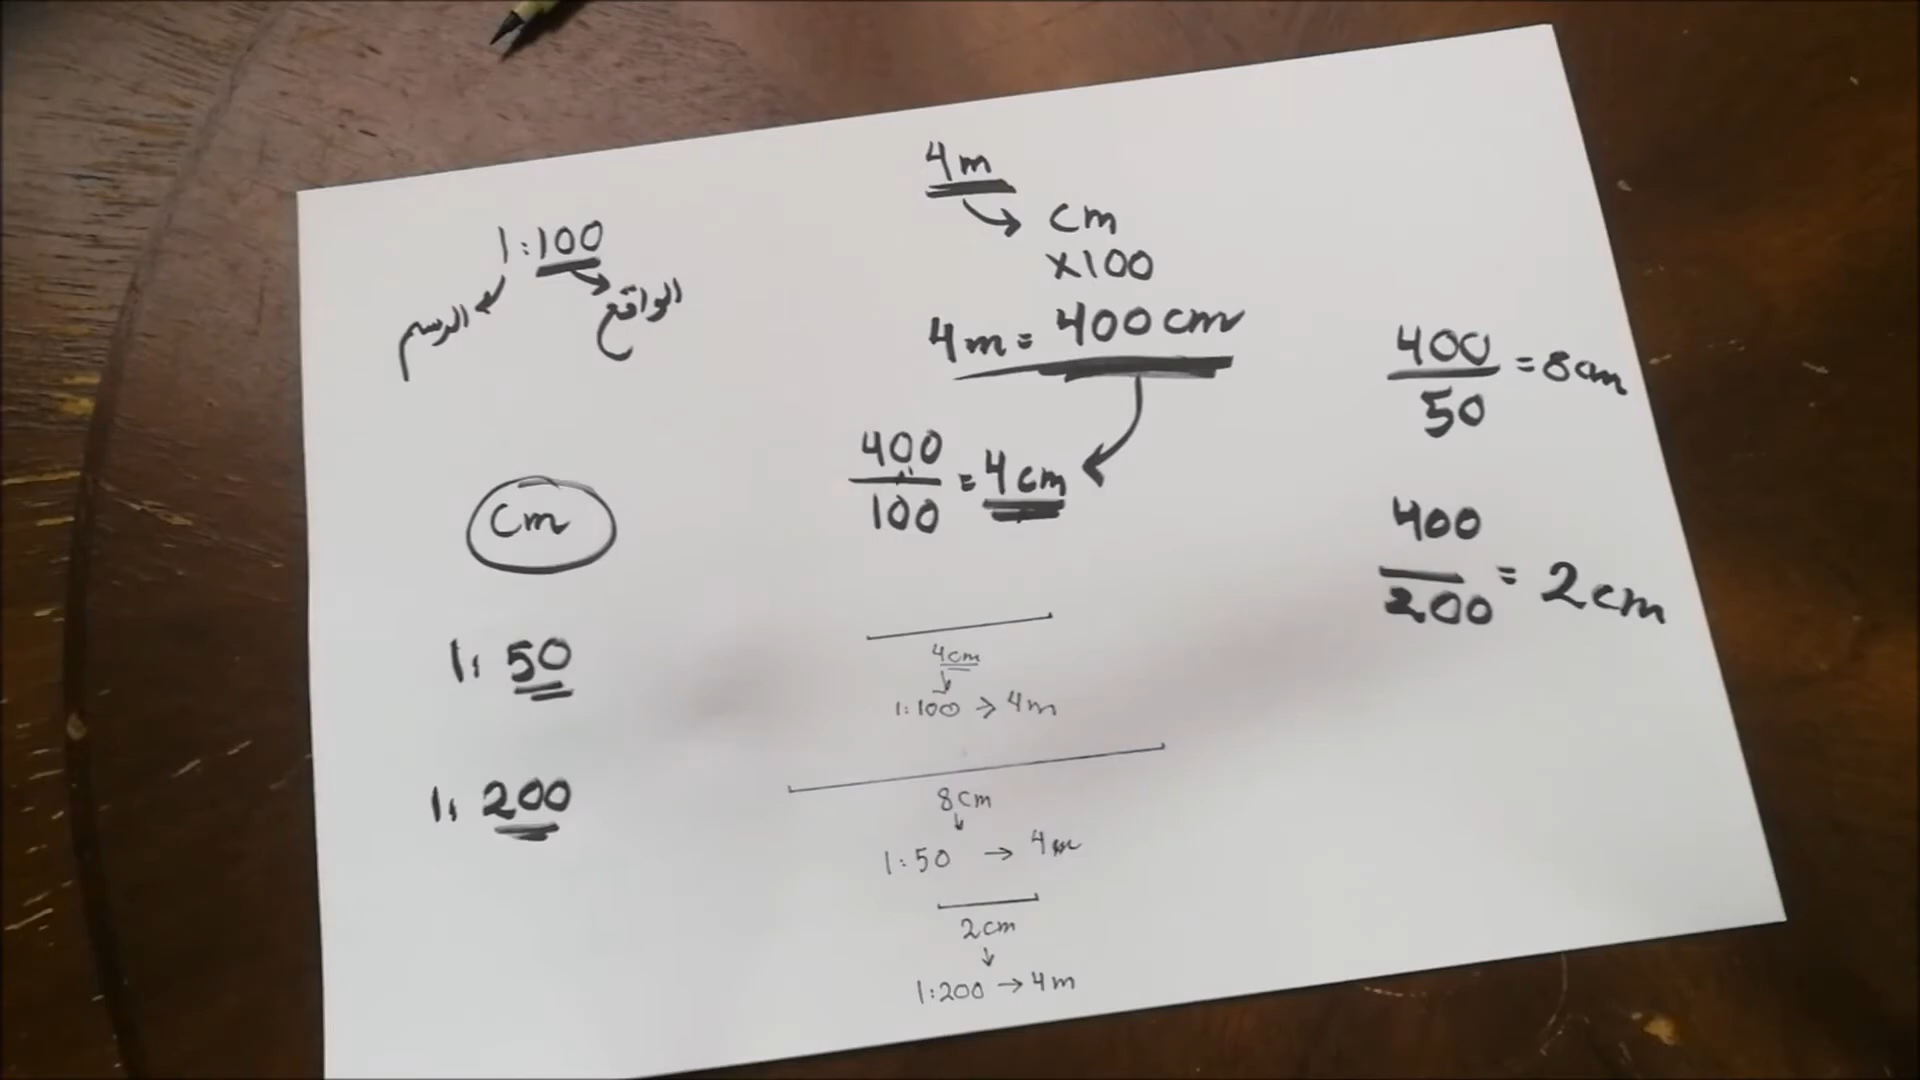 1:100
الرسم
الواقع
cm
1:50
1:200
4m
cm
x100
4m = 400cm
400
100
= 4cm
4cm
1:100 → 4m
8cm
1:50 → 4m
2cm
1:200 → 4m
400
50
= 8cm
400
200
= 2cm